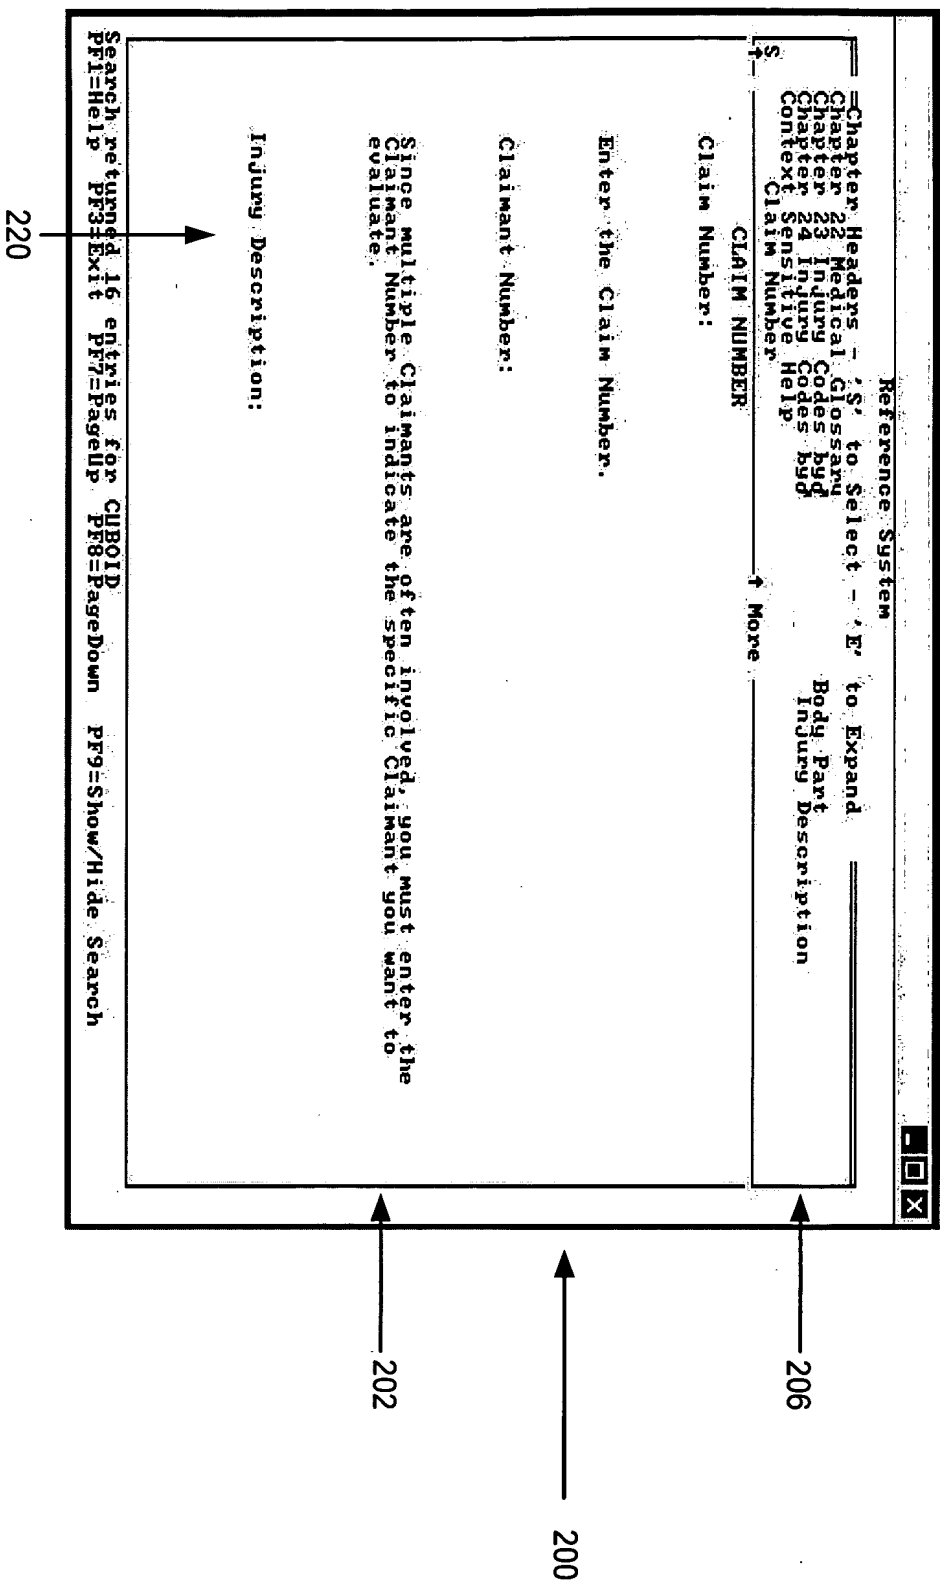 Reference System
=Chapter Headers - 'S' to Select - 'E' to Expand
Chapter 22 Medical Glossary
Chapter 23 Injury Codes byd Body Part
Chapter 24 Injury Codes byd Injury Description
Context Sensitive Help
S Claim Number
↑ ↑ More
CLAIM NUMBER
Claim Number:
Enter the Claim Number.
Claimant Number:
Since multiple Claimants are often involved, you must enter the
Claimant Number to indicate the specific Claimant you want to
evaluate.
Injury Description:
Search returned 16 entries for CUBOID
PF1=Help PF3=Exit PF7=PageUp PF8=PageDown PF9=Show/Hide Search
206
200
202
220